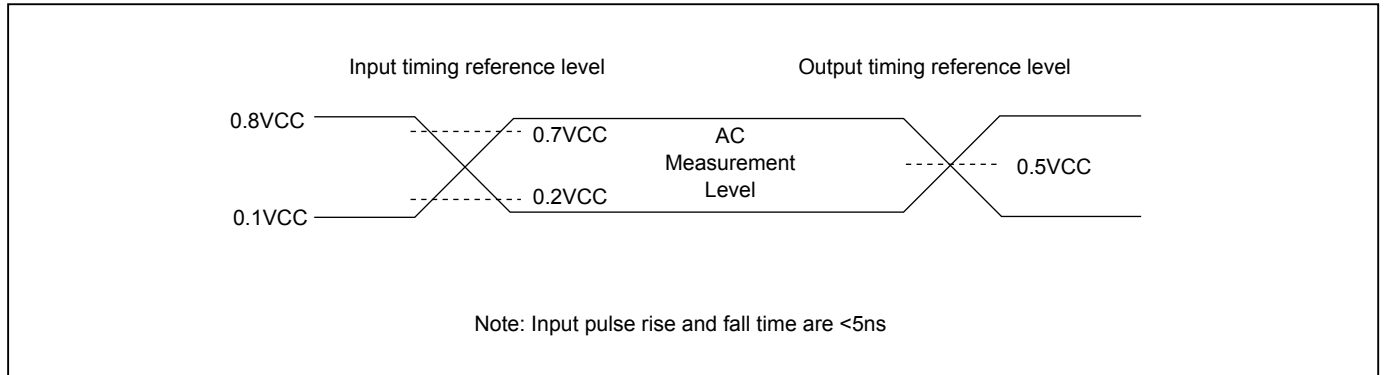 Input timing reference level
Output timing reference level
0.8VCC
0.7VCC
AC
Measurement
Level
0.5VCC
0.2VCC
0.1VCC
Note: Input pulse rise and fall time are <5ns